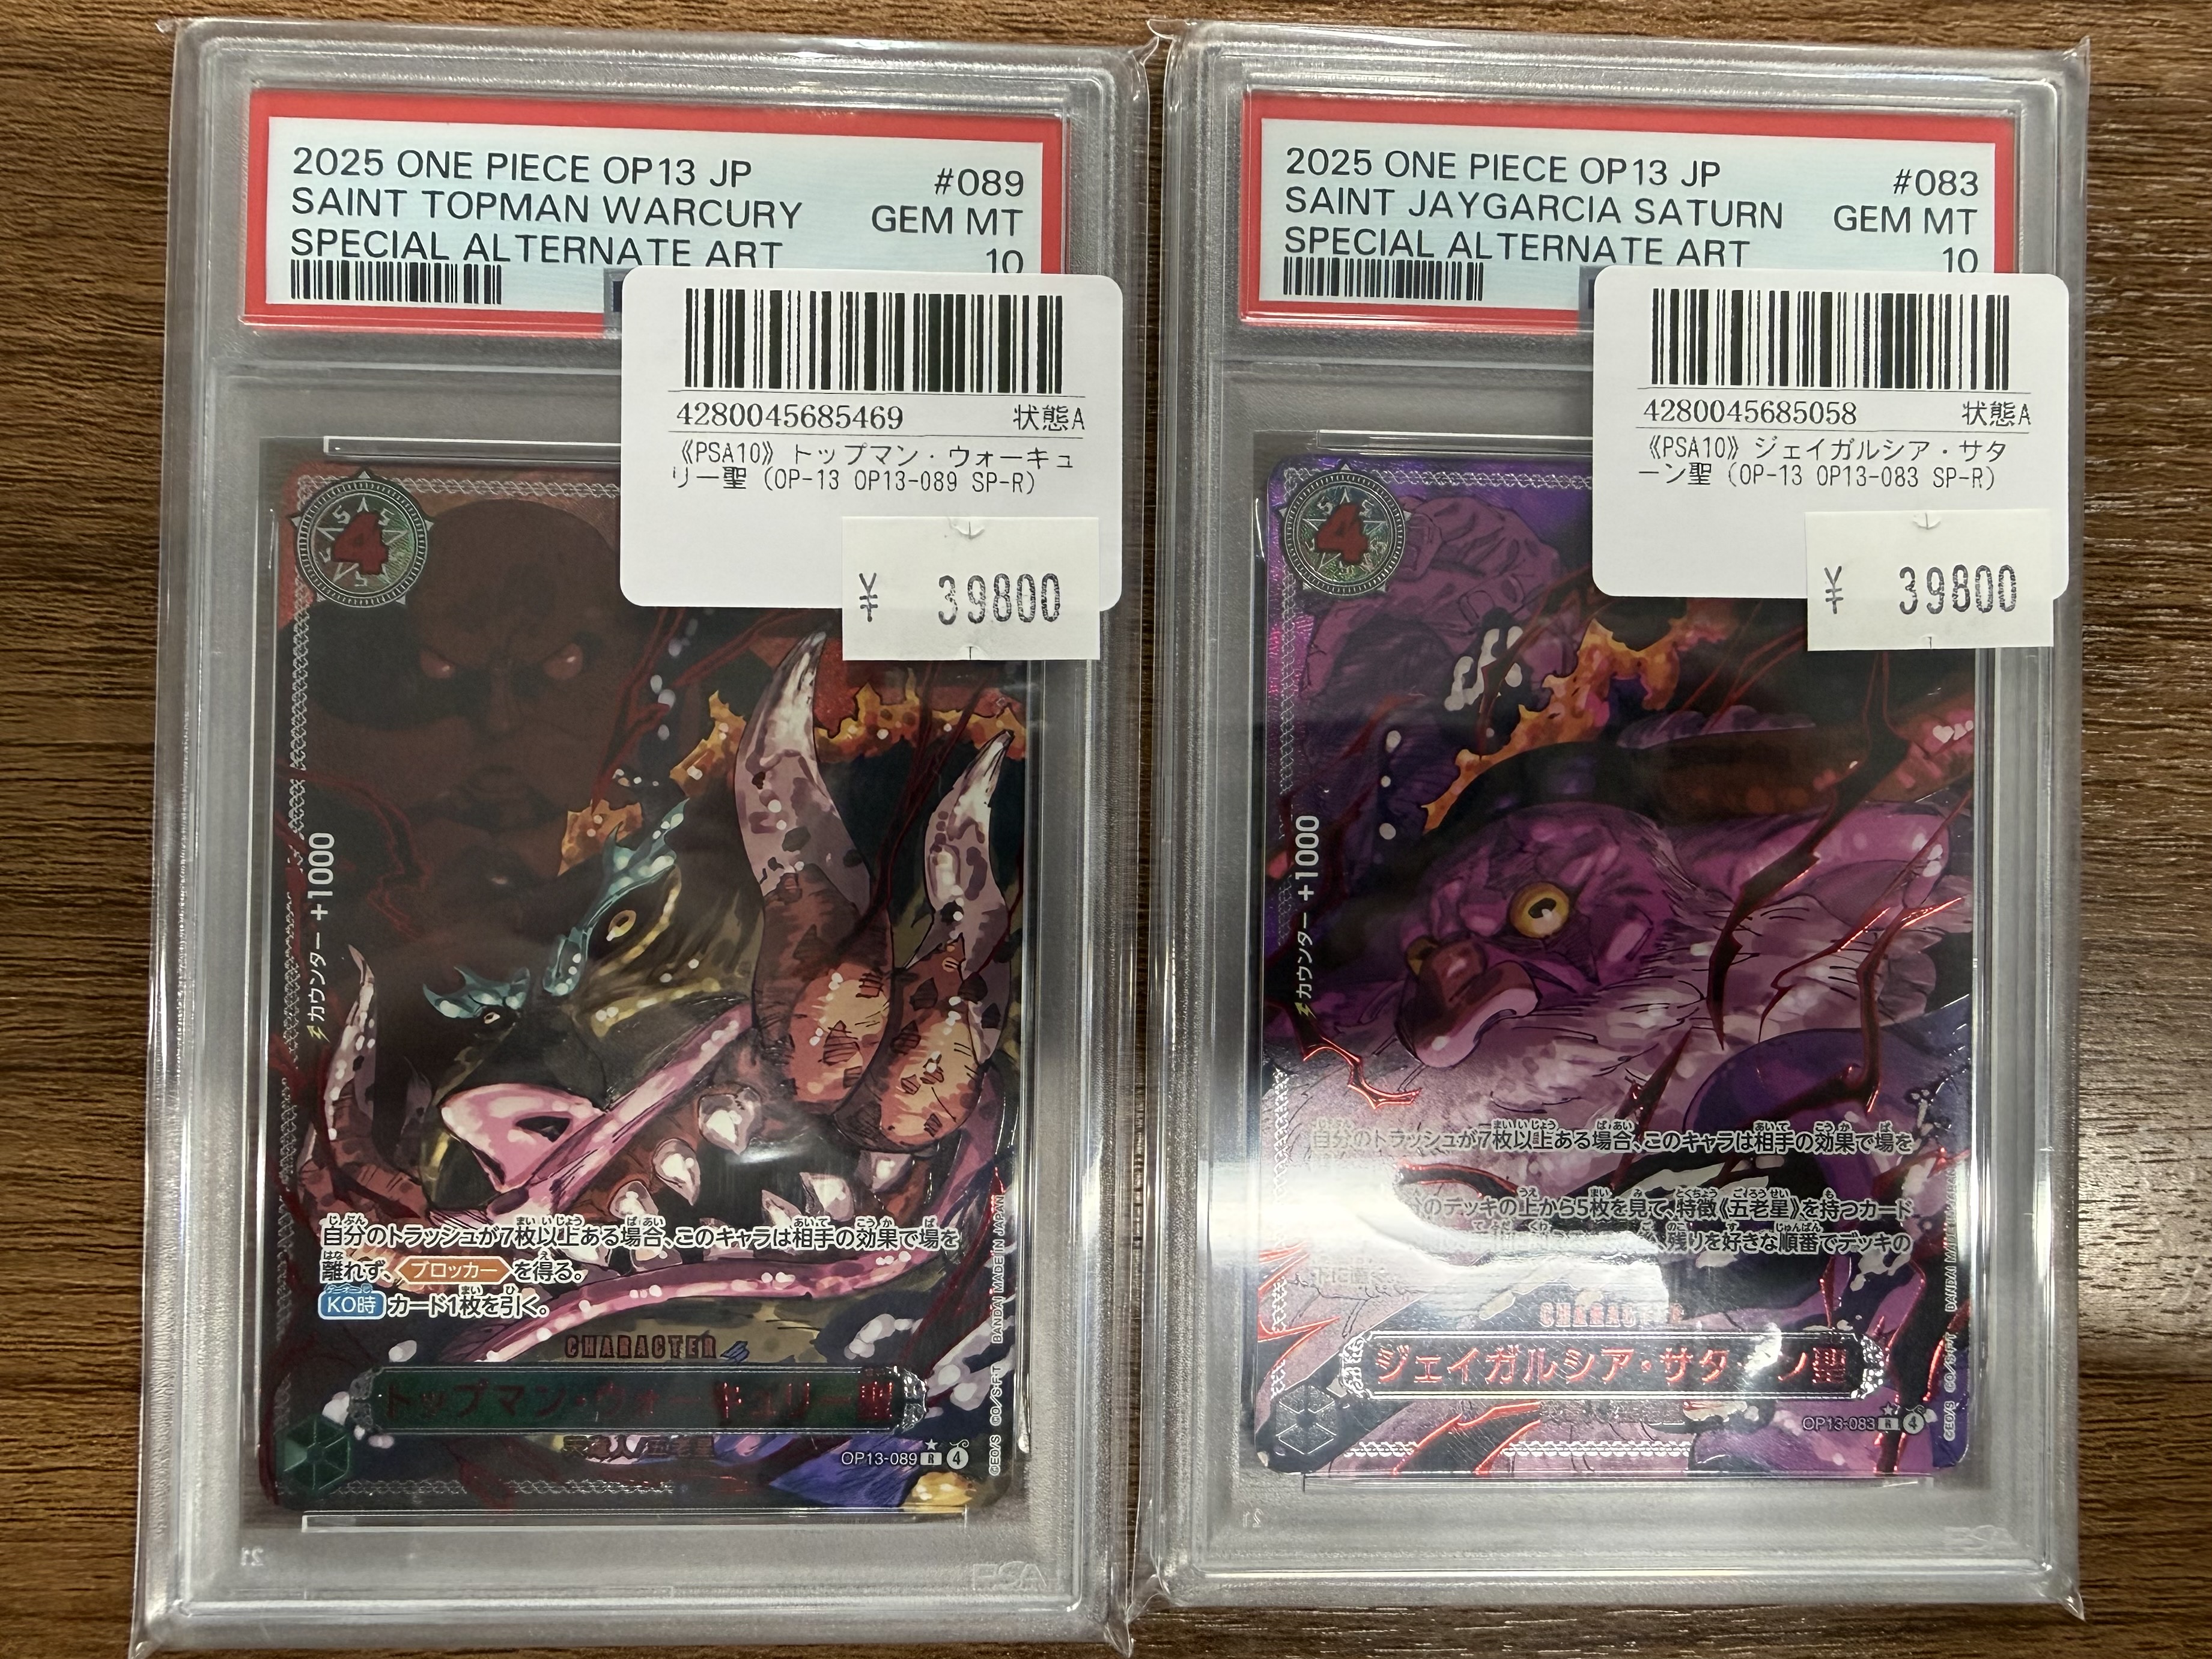 2025 ONE PIECE OP13 JP #089
SAINT TOPMAN WARCURY GEM MT
SPECIAL ALTERNATE ART 10
4280045685469 状態A
《PSA10》トップマン・ウォーキュ
リー聖 (OP-13 OP13-089 SP-R)
¥ 39800
4
カウンター +1000
自分のトラッシュが7枚以上ある場合、このキャラは相手の効果で場を
離れず、ブロッカーを得る。
KO時 カード1枚を引く。
CHARACTER
トップマン・ウォーキュリー聖
OP13-089 R 4
BANDAI MADE IN JAPAN
PSA
2025 ONE PIECE OP13 JP #083
SAINT JAYGARCIA SATURN GEM MT
SPECIAL ALTERNATE ART 10
4280045685058 状態A
《PSA10》ジェイガルシア・サタ
ーン聖 (OP-13 OP13-083 SP-R)
¥ 39800
4
カウンター +1000
自分のトラッシュが7枚以上ある場合、このキャラは相手の効果で場を
のデッキの上から5枚を見て、特徴《五老星》を持つカード
残りを好きな順番でデッキの
下に
CHARACTER
ジェイガルシア・サターン聖
OP13-083 R 4